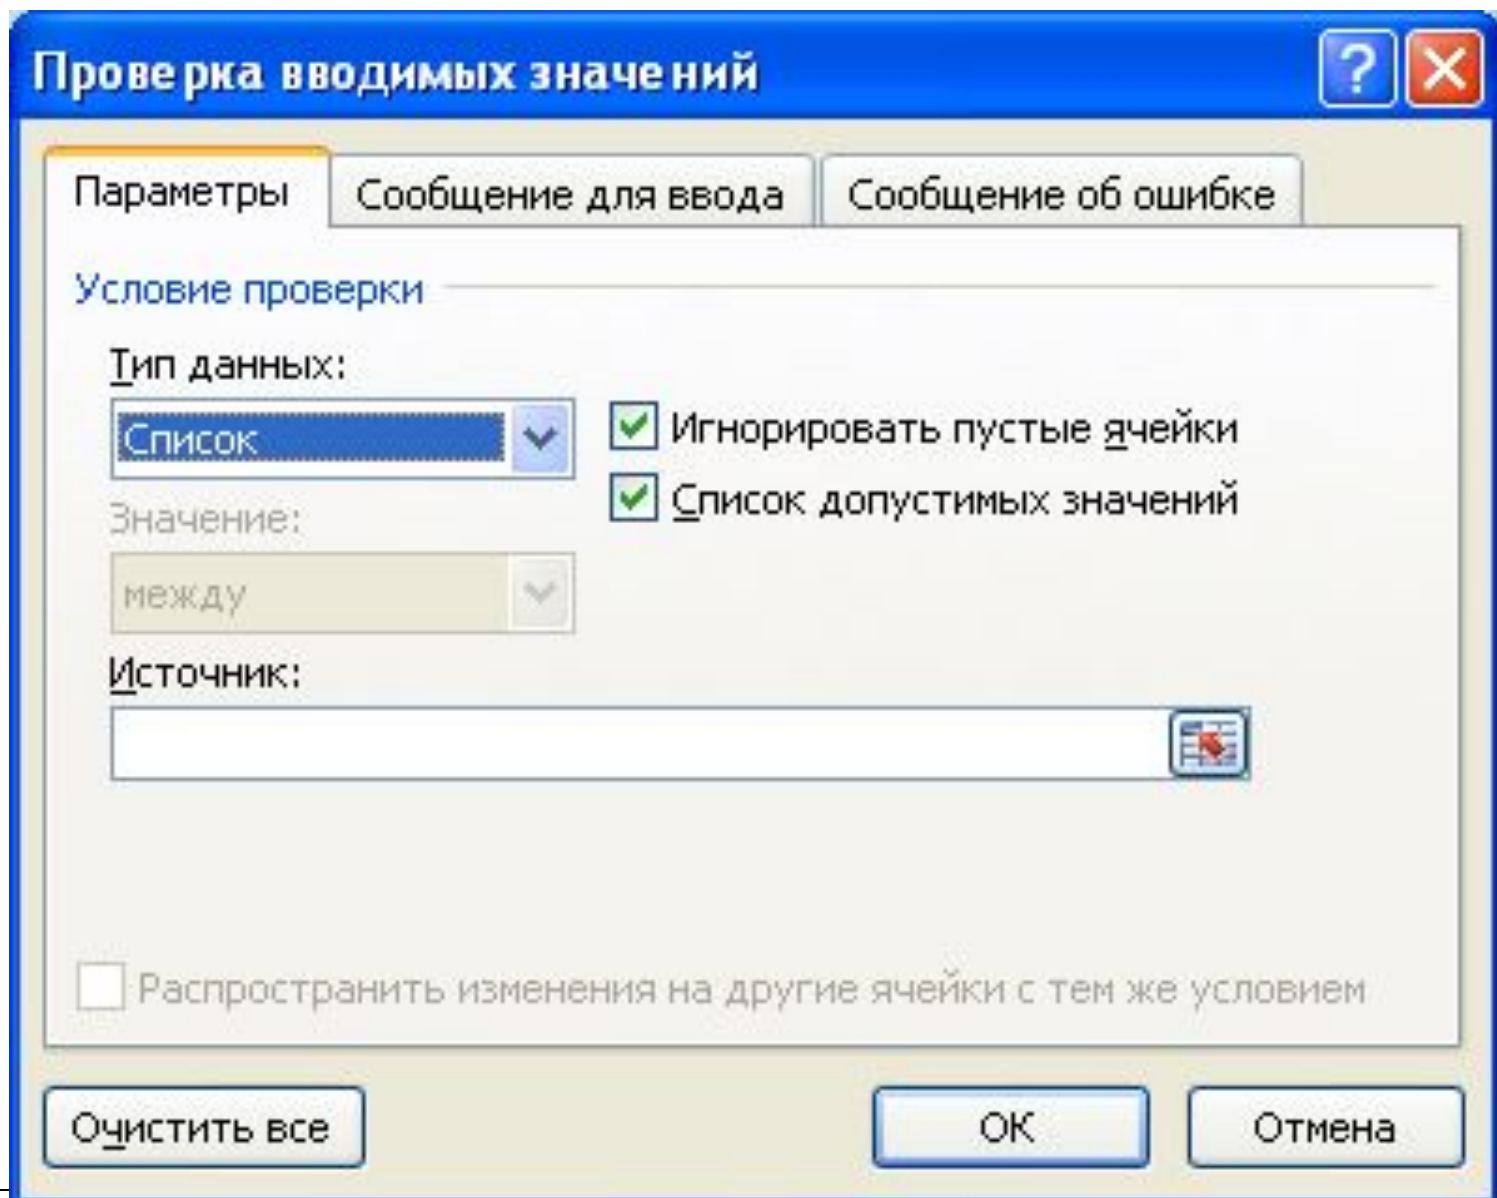 Проверка вводимых значений
Параметры Сообщение для ввода Сообщение об ошибке
Условие проверки
Тип данных:
Список Игнорировать пустые ячейки
Список допустимых значений
Значение:
между
Источник:
Распространить изменения на другие ячейки с тем же условием
Очистить все ОК Отмена